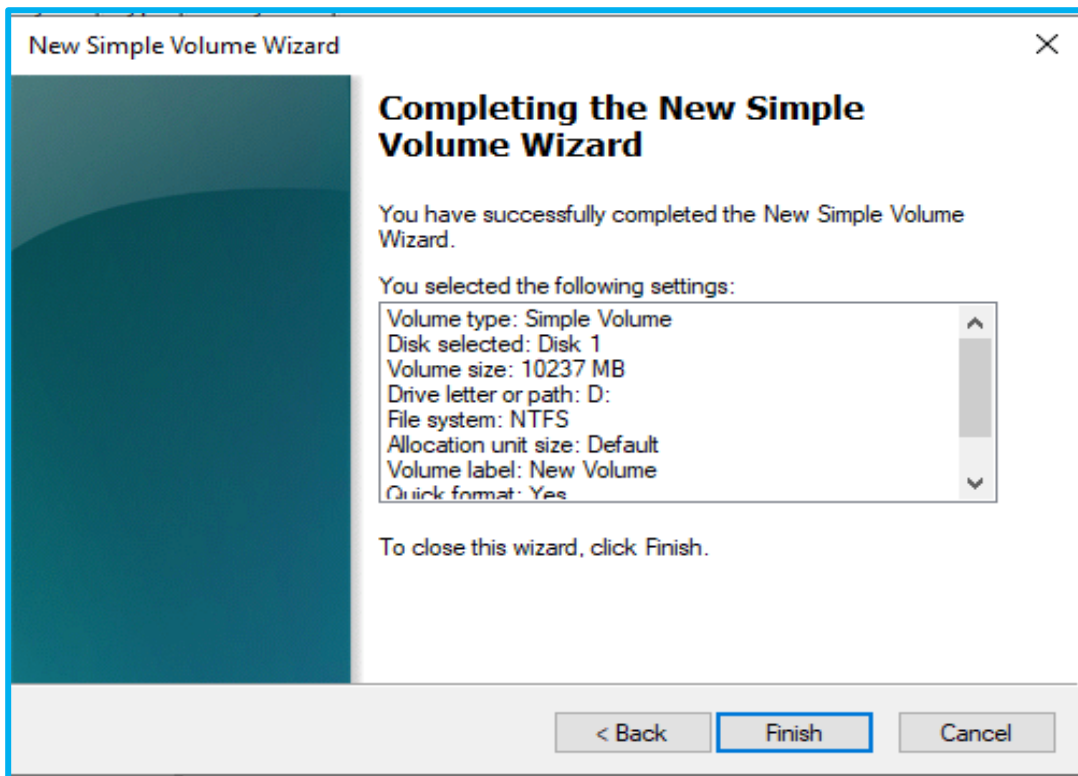 New Simple Volume Wizard
Completing the New Simple
Volume Wizard
You have successfully completed the New Simple Volume
Wizard.
You selected the following settings:
Volume type: Simple Volume
Disk selected: Disk 1
Volume size: 10237 MB
Drive letter or path: D:
File system: NTFS
Allocation unit size: Default
Volume label: New Volume
Quick format: Yes
To close this wizard, click Finish.
< Back
Finish
Cancel